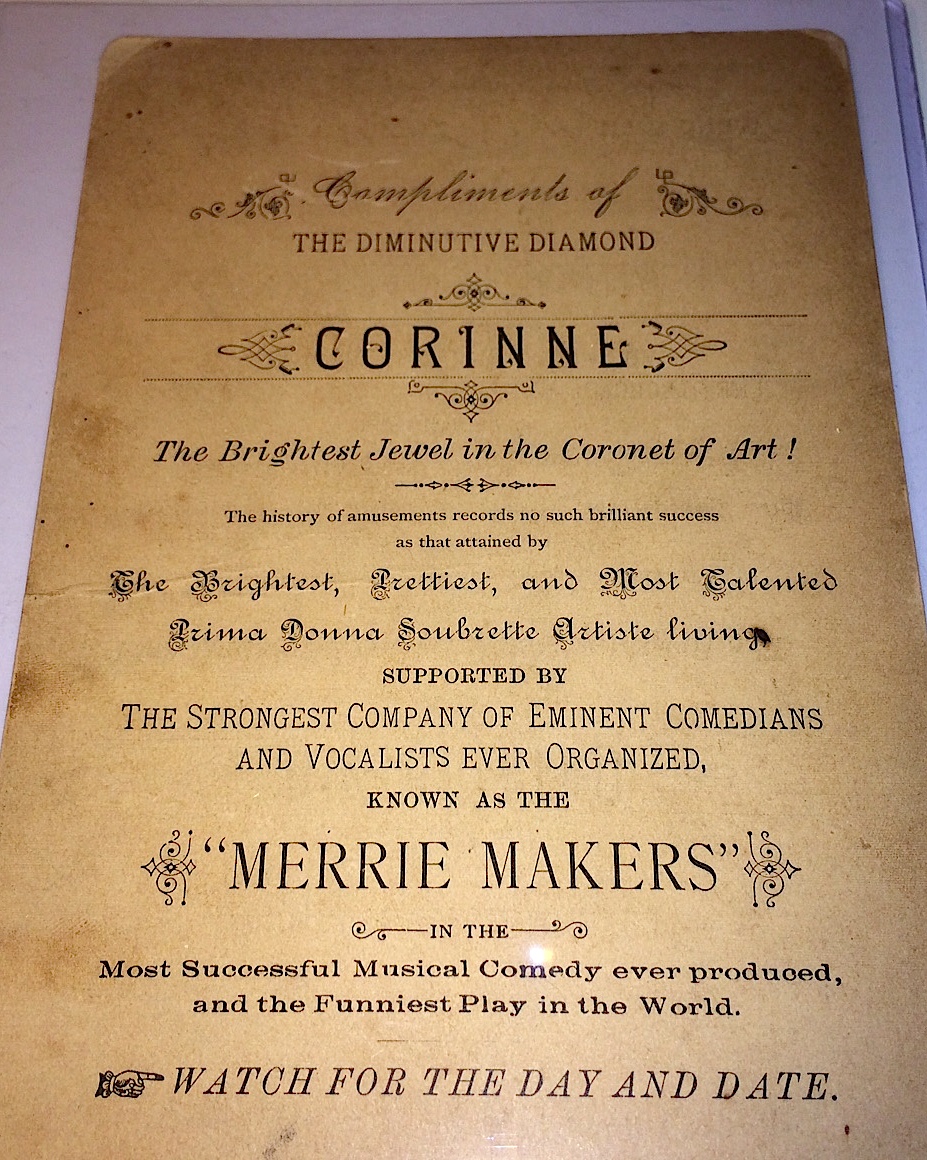 Compliments of
THE DIMINUTIVE DIAMOND
CORINNE
The Brightest Jewel in the Coronet of Art!
The history of amusements records no such brilliant success
as that attained by
The Brightest, Prettiest, and Most Talented
Prima Donna Soubrette Artiste living,
SUPPORTED BY
THE STRONGEST COMPANY OF EMINENT COMEDIANS
AND VOCALISTS EVER ORGANIZED,
KNOWN AS THE
"MERRIE MAKERS"
IN THE
Most Successful Musical Comedy ever produced,
and the Funniest Play in the World.
WATCH FOR THE DAY AND DATE.